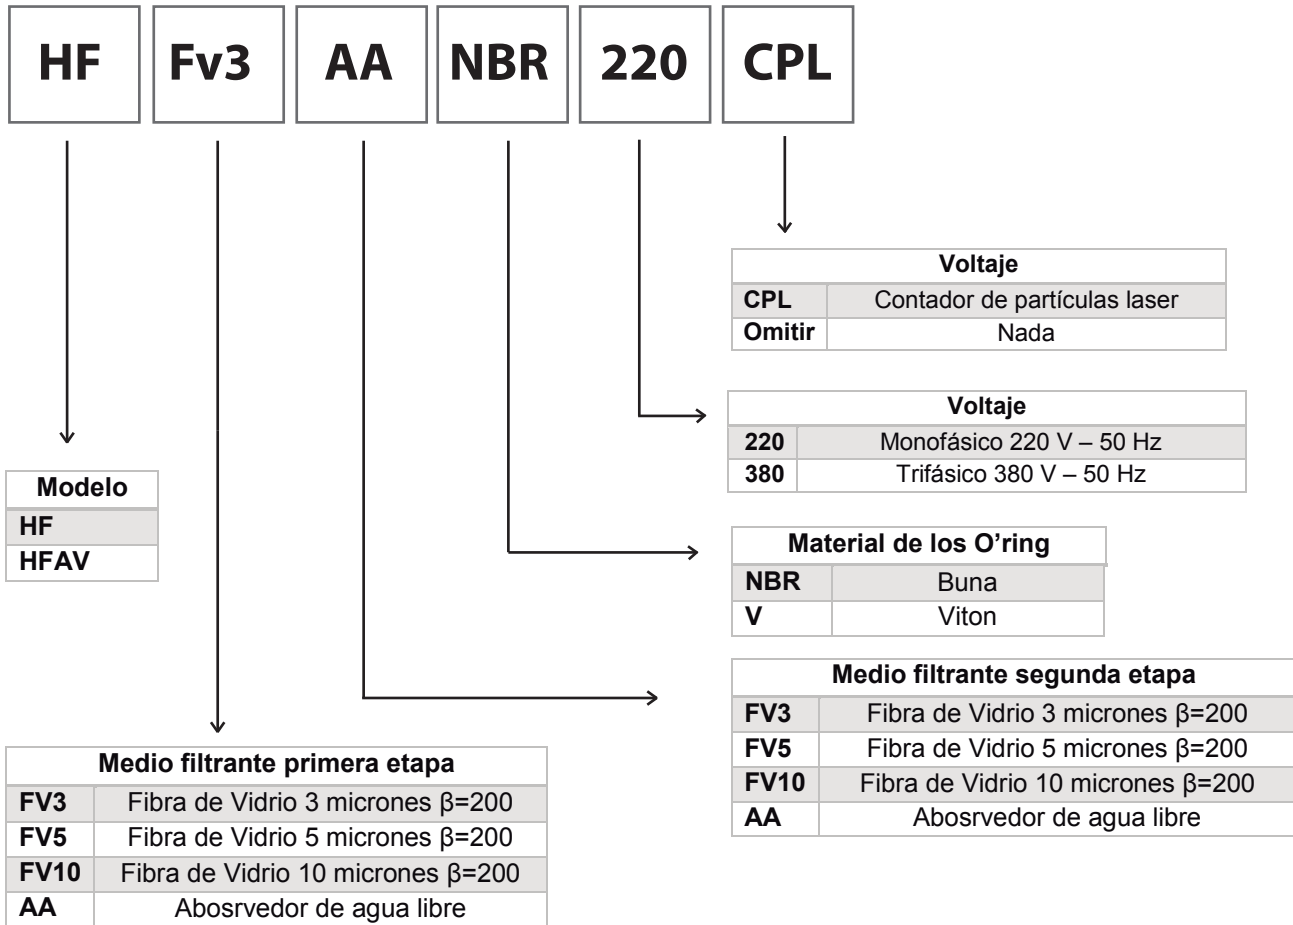 HF Fv3 AA NBR 220 CPL
Voltaje
CPL Contador de partículas laser
Omitir Nada
Voltaje
220 Monofásico 220 V – 50 Hz
380 Trifásico 380 V – 50 Hz
Modelo
HF
HFAV
Material de los O’ring
NBR Buna
V Viton
Medio filtrante segunda etapa
FV3 Fibra de Vidrio 3 micrones β=200
FV5 Fibra de Vidrio 5 micrones β=200
FV10 Fibra de Vidrio 10 micrones β=200
AA Abosrvedor de agua libre
Medio filtrante primera etapa
FV3 Fibra de Vidrio 3 micrones β=200
FV5 Fibra de Vidrio 5 micrones β=200
FV10 Fibra de Vidrio 10 micrones β=200
AA Abosrvedor de agua libre